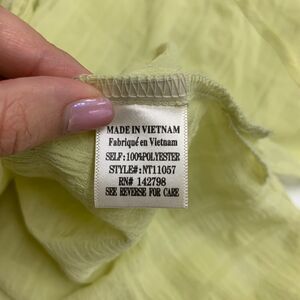 MADE IN VIETNAM
Fabriqué en Vietnam
SELF:100%POLYESTER
STYLE#:NT11057
RN# 142798
SEE REVERSE FOR CARE